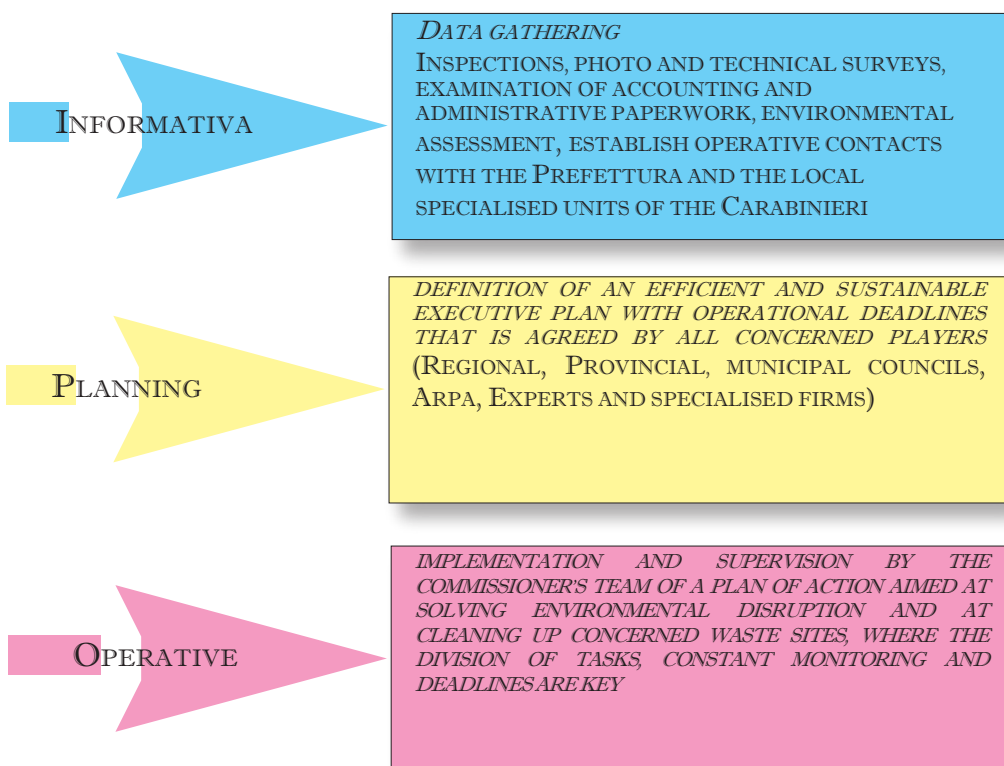 INFORMATIVA
DATA GATHERING
INSPECTIONS, PHOTO AND TECHNICAL SURVEYS,
EXAMINATION OF ACCOUNTING AND
ADMINISTRATIVE PAPERWORK, ENVIRONMENTAL
ASSESSMENT, ESTABLISH OPERATIVE CONTACTS
WITH THE PREFETTURA AND THE LOCAL
SPECIALISED UNITS OF THE CARABINIERI
PLANNING
DEFINITION OF AN EFFICIENT AND SUSTAINABLE
EXECUTIVE PLAN WITH OPERATIONAL DEADLINES
THAT IS AGREED BY ALL CONCERNED PLAYERS
(REGIONAL, PROVINCIAL, MUNICIPAL COUNCILS,
ARPA, EXPERTS AND SPECIALISED FIRMS)
OPERATIVE
IMPLEMENTATION AND SUPERVISION BY THE
COMMISSIONER'S TEAM OF A PLAN OF ACTION AIMED AT
SOLVING ENVIRONMENTAL DISRUPTION AND AT
CLEANING UP CONCERNED WASTE SITES, WHERE THE
DIVISION OF TASKS, CONSTANT MONITORING AND
DEADLINES ARE KEY